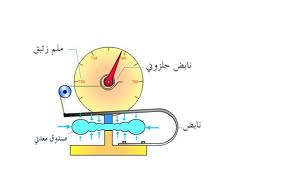 ملم زئبق
نابض حلزوني
نابض
صندوق معدني